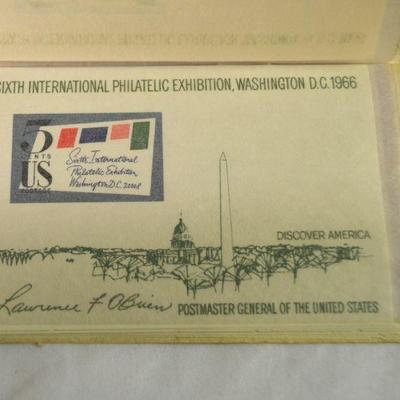 SIXTH INTERNATIONAL PHILATELIC EXHIBITION, WASHINGTON D.C. 1966
5
CENTS
US
POSTAGE
Sixth International
Philatelic Exhibition
Washington D.C. 20008
DISCOVER AMERICA
Lawrence F O'Brien
POSTMASTER GENERAL OF THE UNITED STATES